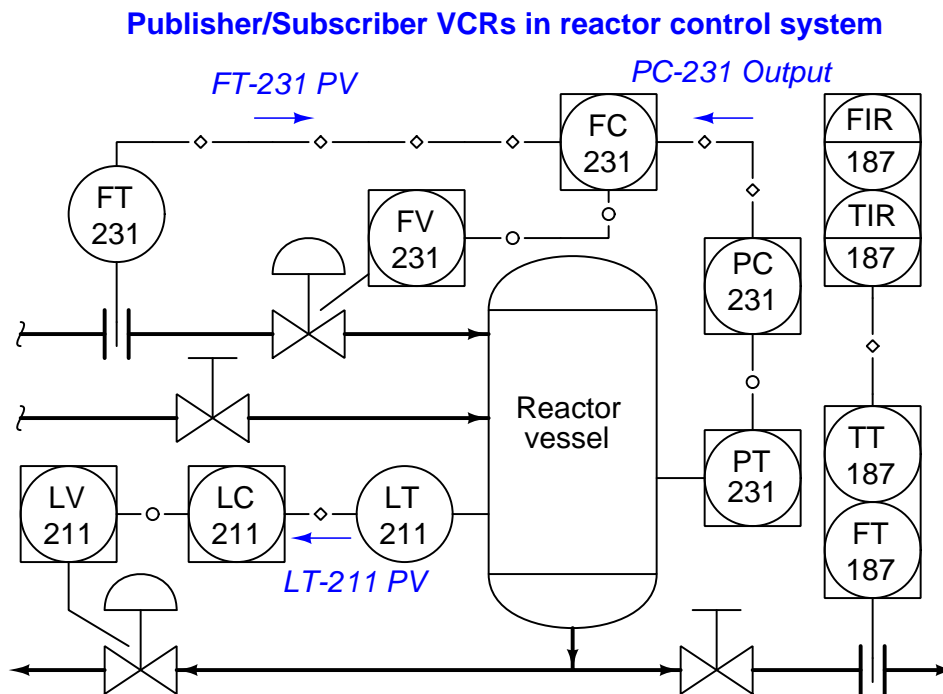 Publisher/Subscriber VCRs in reactor control system
FT-231 PV
PC-231 Output
FC
231
FIR
187
TIR
187
FT
231
FV
231
PC
231
Reactor
vessel
TT
187
PT
231
LV
211
LC
211
LT
211
FT
187
LT-211 PV